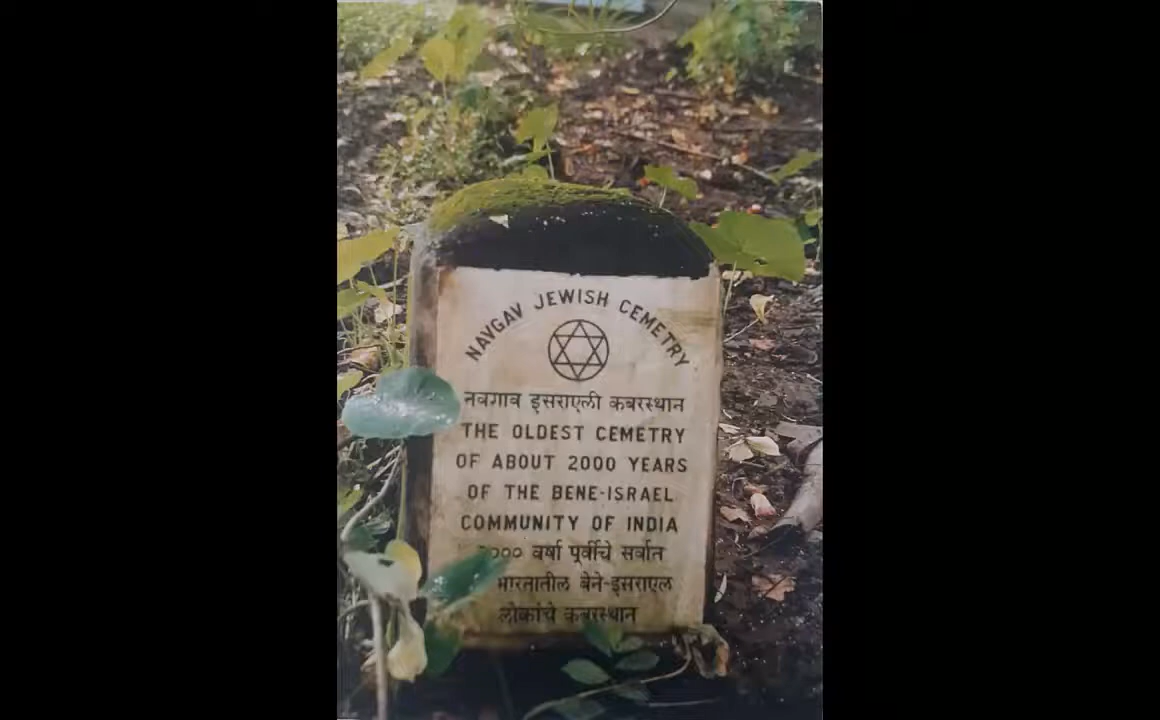 NAVGAV JEWISH CEMETRY
नवगाव इसराएली कबरस्थान
THE OLDEST CEMETRY
OF ABOUT 2000 YEARS
OF THE BENE-ISRAEL
COMMUNITY OF INDIA
२००० वर्षा पूर्वीचे सर्वात
भारतातील बेने-इसराएल
लोकांचे कबरस्थान